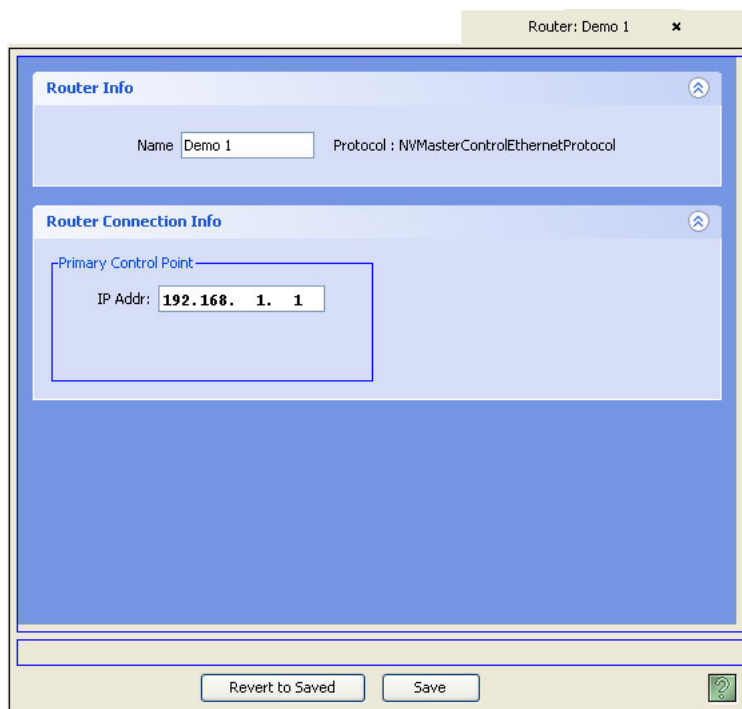 Router: Demo 1 ×
Router Info
Name Demo 1 Protocol : NVMasterControlEthernetProtocol
Router Connection Info
Primary Control Point
IP Addr: 192.168. 1. 1
Revert to Saved Save ?